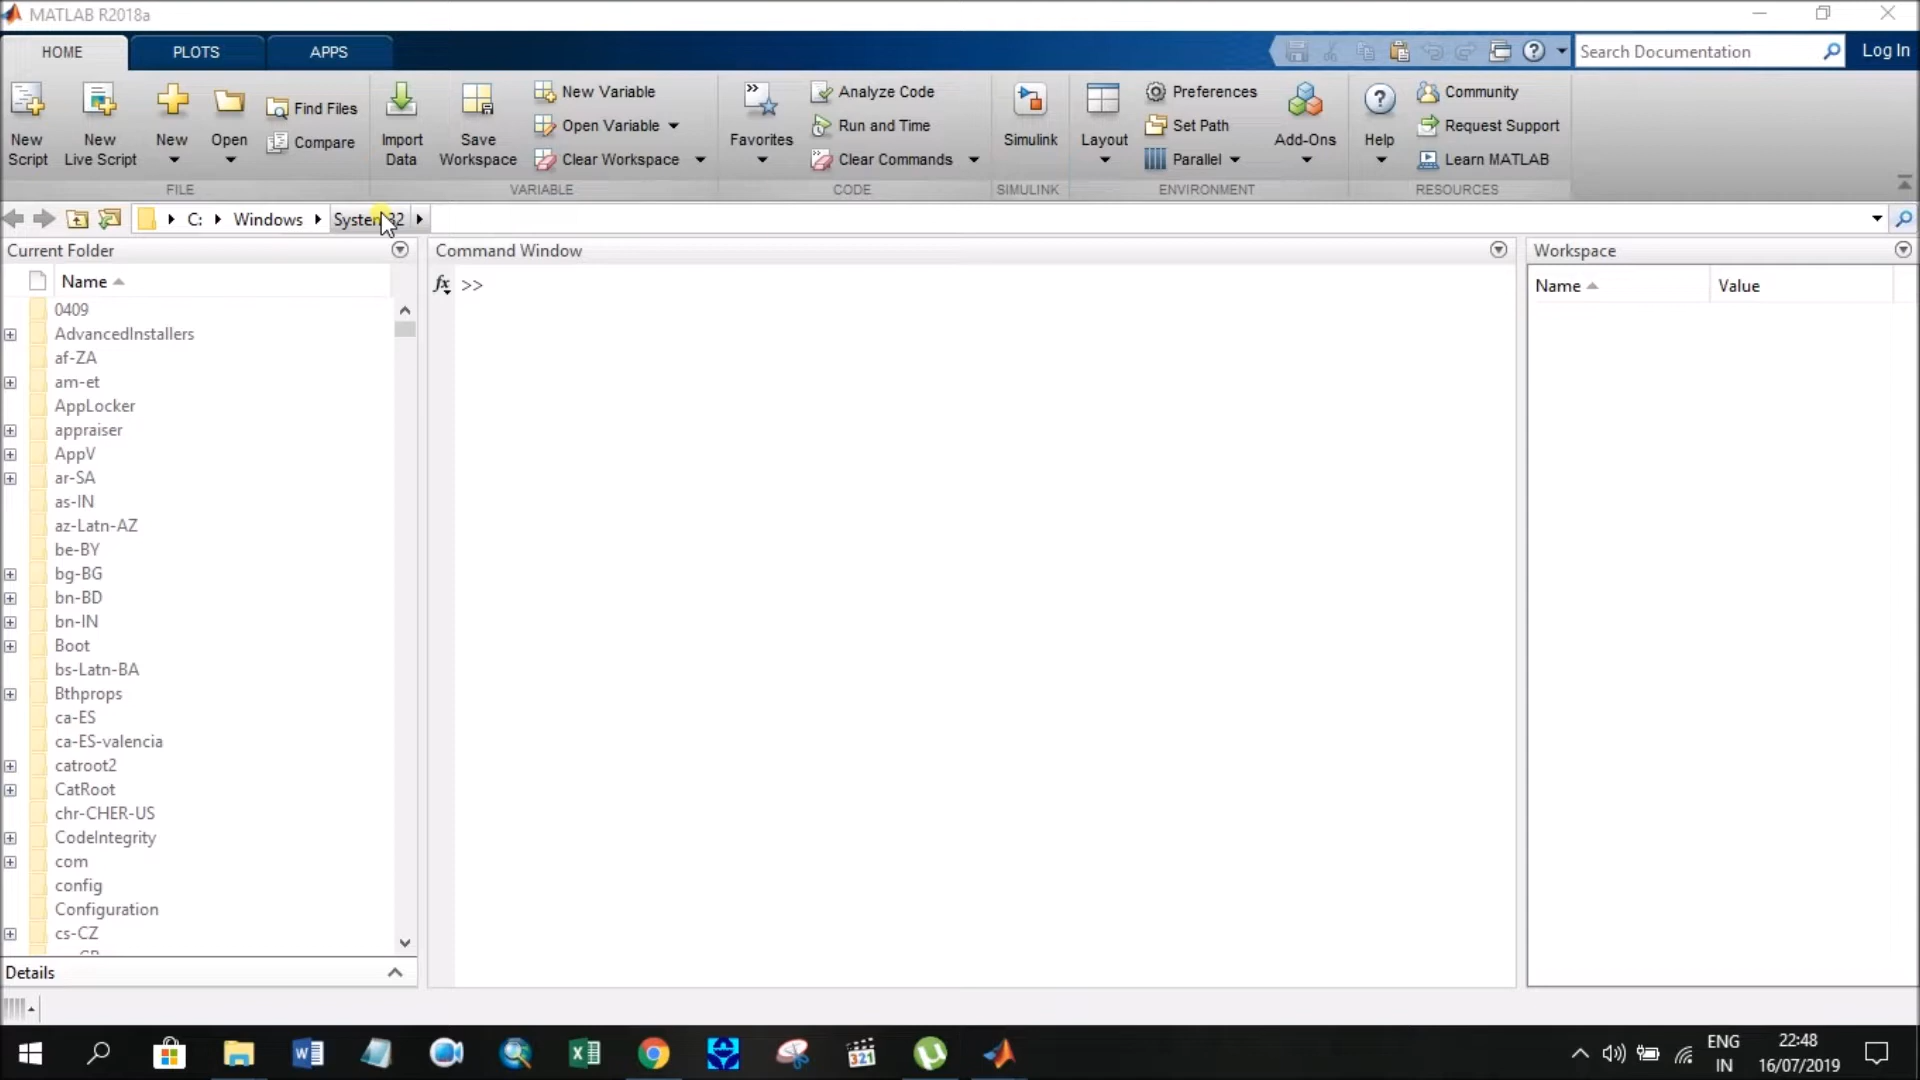 MATLAB R2018a
HOME
PLOTS
APPS
Search Documentation
Log In
New Script
New Live Script
New
Open
Find Files
Compare
Import Data
Save Workspace
New Variable
Open Variable
Clear Workspace
Favorites
Analyze Code
Run and Time
Clear Commands
Simulink
Layout
Preferences
Set Path
Parallel
Add-Ons
Help
Community
Request Support
Learn MATLAB
FILE
VARIABLE
CODE
SIMULINK
ENVIRONMENT
RESOURCES
C:
Windows
System32
Current Folder
Command Window
Workspace
Name
fx >>
Name
Value
0409
AdvancedInstallers
af-ZA
am-et
AppLocker
appraiser
AppV
ar-SA
as-IN
az-Latn-AZ
be-BY
bg-BG
bn-BD
bn-IN
Boot
bs-Latn-BA
Bthprops
ca-ES
ca-ES-valencia
catroot2
CatRoot
chr-CHER-US
CodeIntegrity
com
config
Configuration
cs-CZ
Details
321
ENG
IN
22:48
16/07/2019